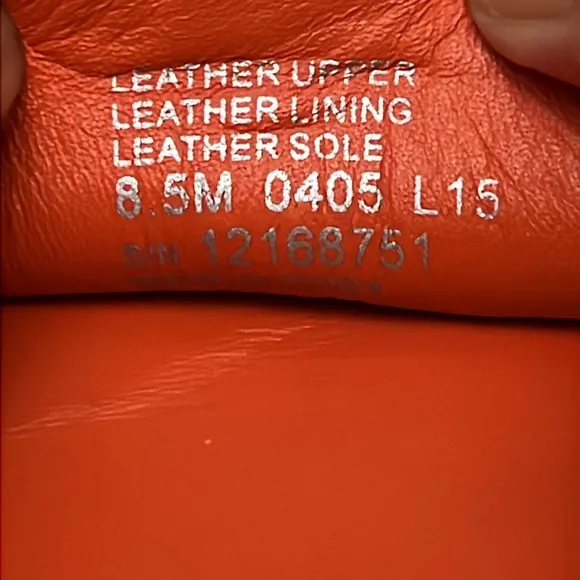 LEATHER UPPER
LEATHER LINING
LEATHER SOLE
8.5M 0405 L15
S/N 12168751